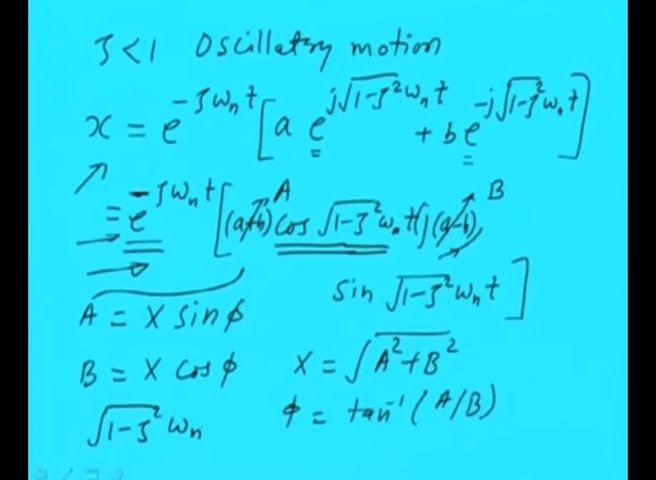 ζ<1 Oscillatry motion
x = e^{-ζω_n t} [a e^{j√(1-ζ²) ω_n t} + b e^{-j√(1-ζ²) ω_n t}]
= e^{-ζω_n t} [(a+b) A cos √(1-ζ²) ω_n t (j(a-b) B
sin √(1-ζ²) ω_n t]
A = X sin φ
B = X cos φ X = √(A²+B²)
√(1-ζ²) ω_n φ = tan⁻¹(A/B)